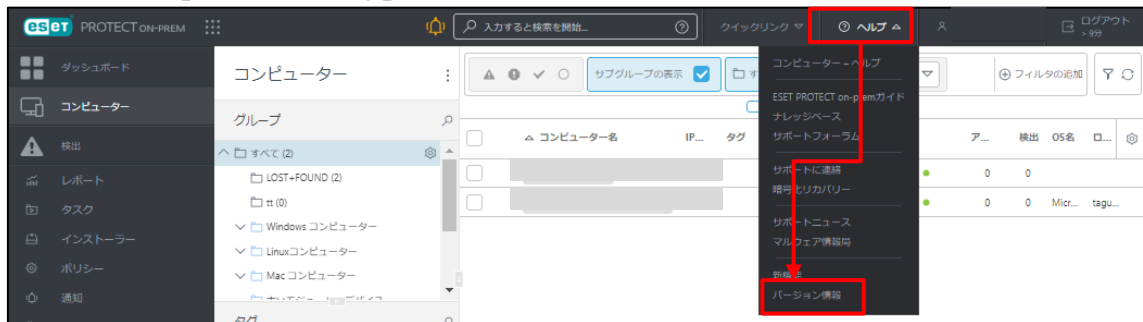 eset PROTECT ON-PREM
入力すると検索を開始...
クイックリンク
ヘルプ
ログアウト
> 9分
ダッシュボード
コンピューター
検出
レポート
タスク
インストーラー
ポリシー
通知
コンピューター
グループ
すべて (2)
LOST+FOUND (2)
tt (0)
Windows コンピューター
Linuxコンピューター
Mac コンピューター
タグ
サブグループの表示
フィルタの追加
コンピューター名
IP...
タグ
ア...
検出
OS名
ロ...
0
0
0
0
Micr...
tagu...
コンピューター – ヘルプ
ESET PROTECT on-premガイド
ナレッジベース
サポートフォーラム
サポートに連絡
暗号化リカバリー
サポートニュース
マルウェア情報局
新機能
バージョン情報